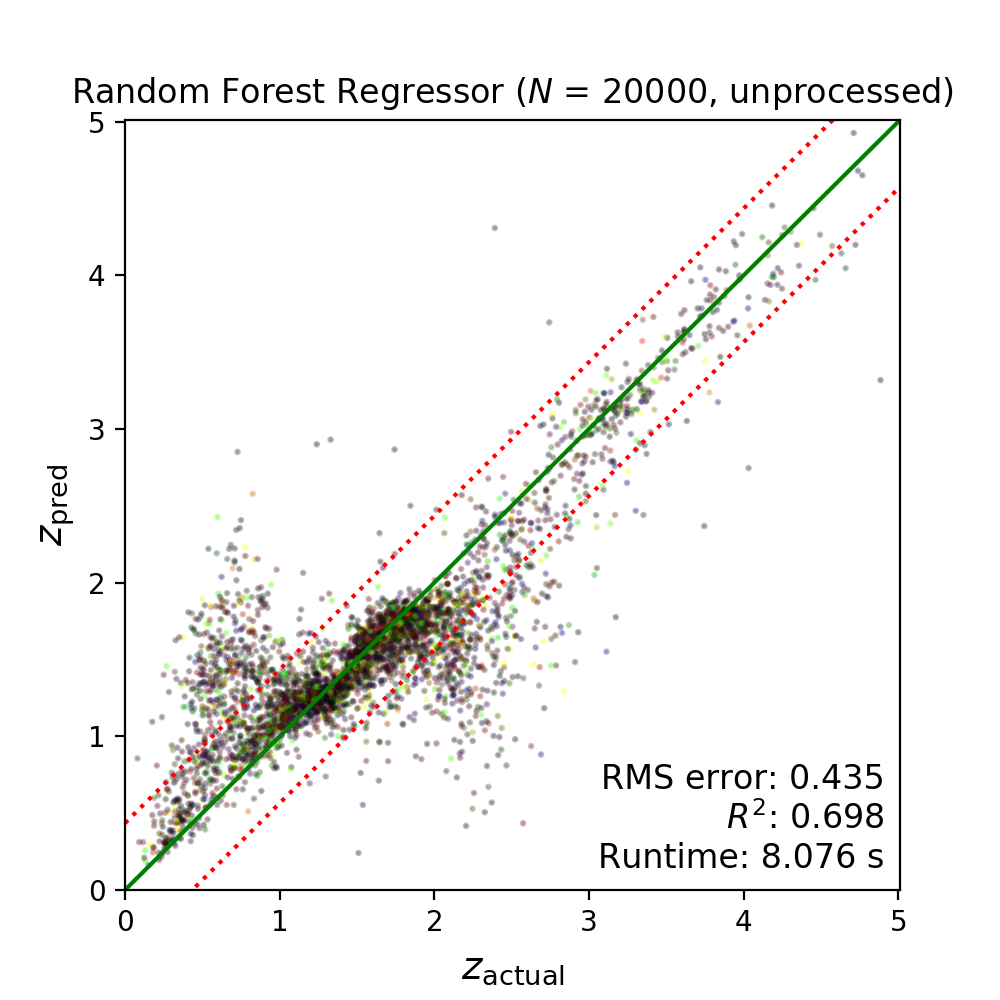 Random Forest Regressor (N = 20000, unprocessed)
5
4
3
2
1
0
z_pred
RMS error: 0.435
R²: 0.698
Runtime: 8.076 s
0 1 2 3 4 5
z_actual